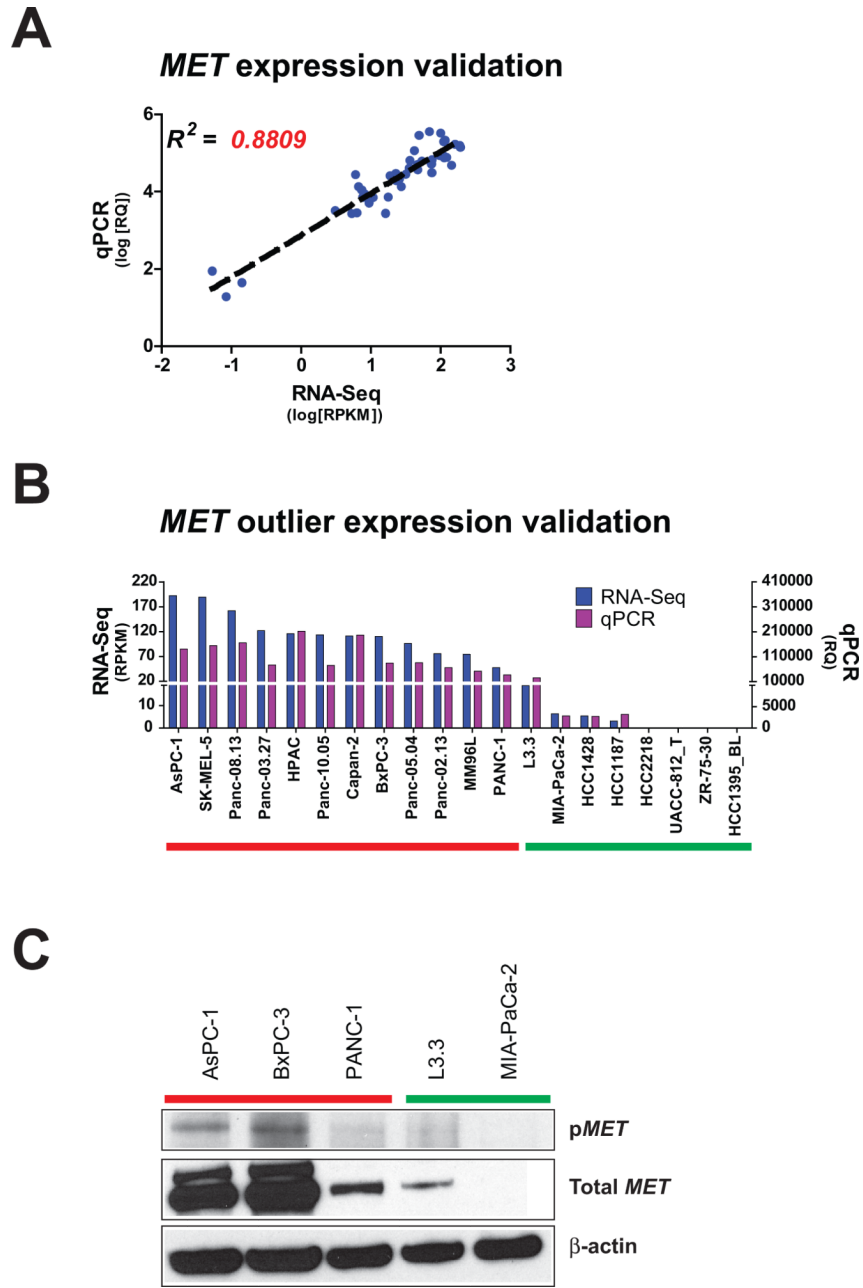 A
MET expression validation
R² = 0.8809
6
4
2
0
qPCR
(log [RQ])
-2 -1 0 1 2 3
RNA-Seq
(log[RPKM])
B
MET outlier expression validation
RNA-Seq
(RPKM)
220
170
120
70
20
10
0
RNA-Seq
qPCR
410000
310000
210000
110000
10000
5000
0
qPCR
(RQ)
AsPC-1
SK-MEL-5
Panc-08.13
Panc-03.27
HPAC
Panc-10.05
Capan-2
BxPC-3
Panc-05.04
Panc-02.13
MM96L
PANC-1
L3.3
MIA-PaCa-2
HCC1428
HCC1187
HCC2218
UACC-812_T
ZR-75-30
HCC1395_BL
C
AsPC-1
BxPC-3
PANC-1
L3.3
MIA-PaCa-2
pMET
Total MET
β-actin